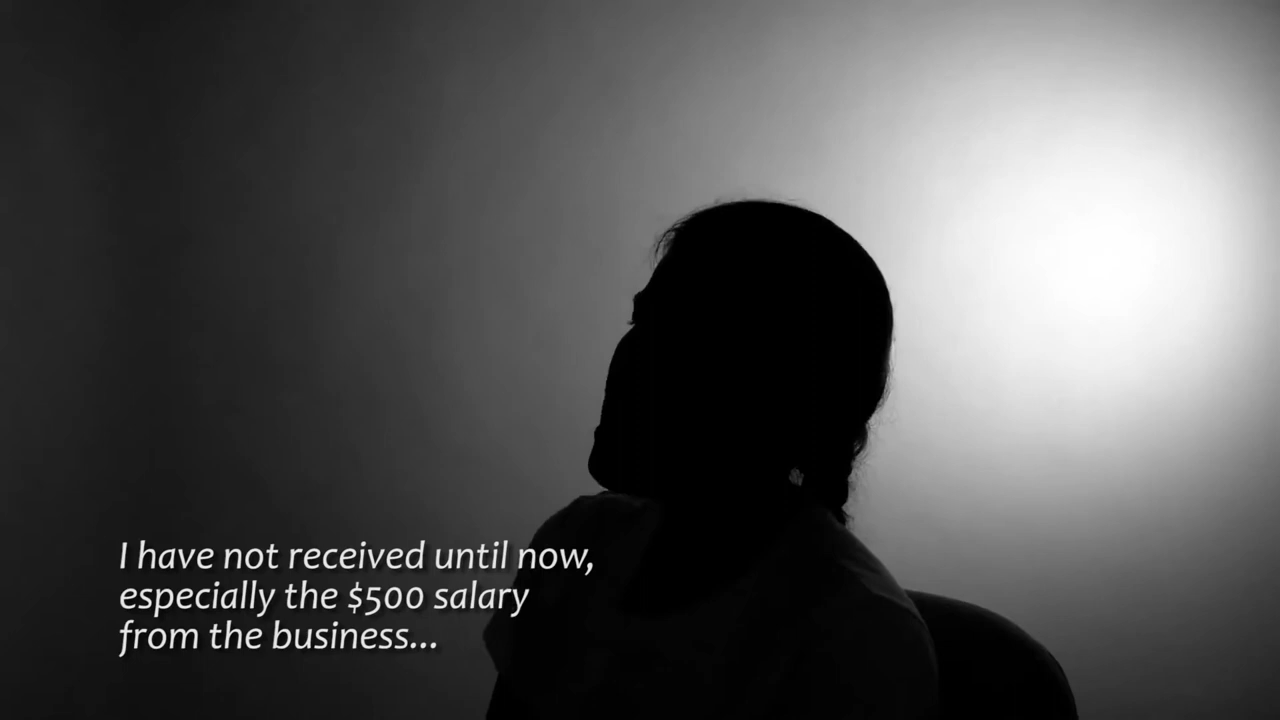 I have not received until now,
especially the $500 salary
from the business...